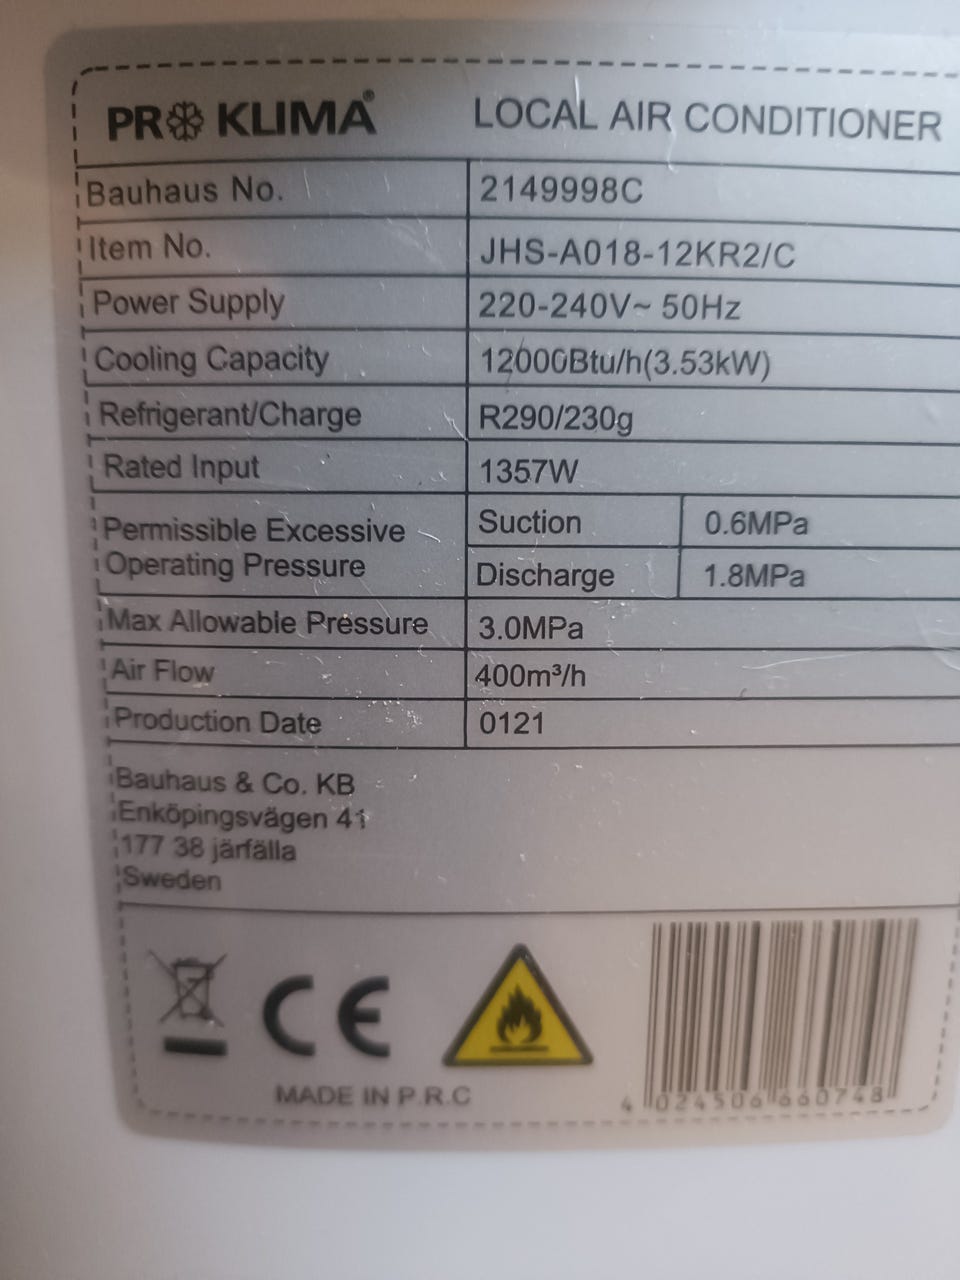 PRO KLIMA® LOCAL AIR CONDITIONER
Bauhaus No. 2149998C
Item No. JHS-A018-12KR2/C
Power Supply 220-240V~ 50Hz
Cooling Capacity 12000Btu/h(3.53kW)
Refrigerant/Charge R290/230g
Rated Input 1357W
Permissible Excessive Operating Pressure
Suction 0.6MPa
Discharge 1.8MPa
Max Allowable Pressure 3.0MPa
Air Flow 400m³/h
Production Date 0121
Bauhaus & Co. KB
Enköpingsvägen 41
177 38 järfälla
Sweden
CE
MADE IN P.R.C
4 024506 660748